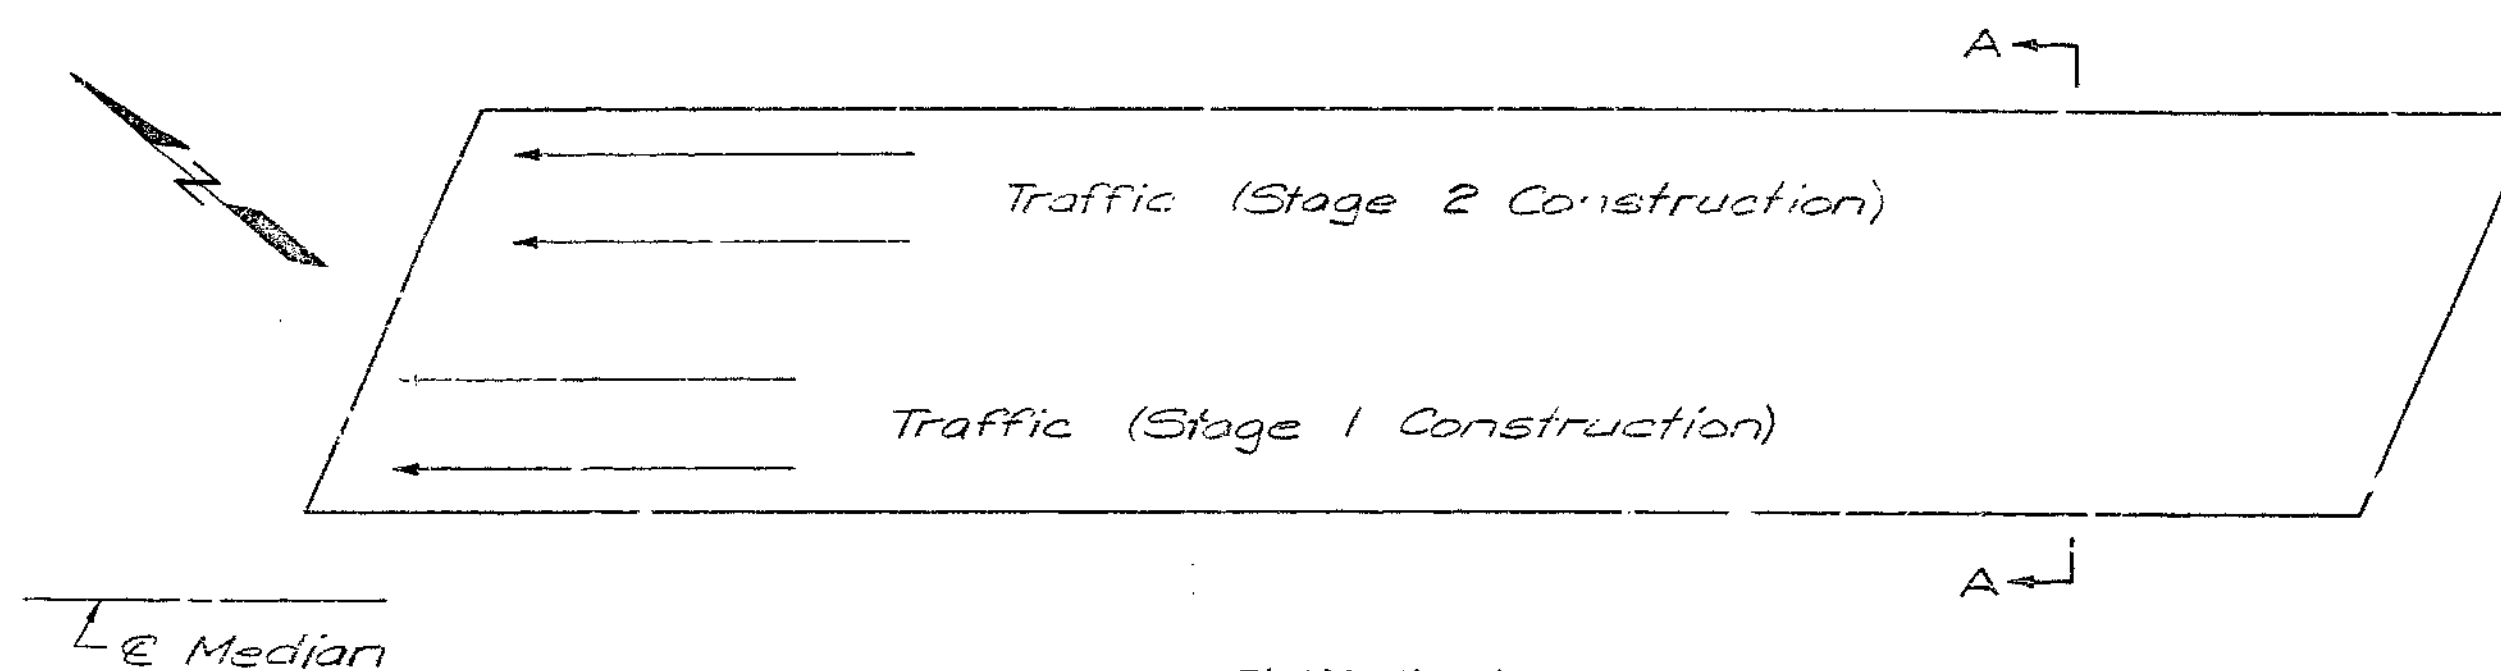 A
N
Traffic (Stage 2 Construction)
Traffic (Stage 1 Construction)
A
℄ Median